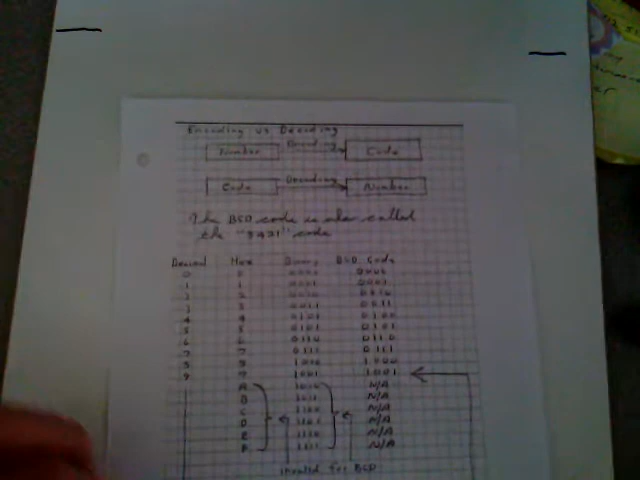 Encoding vs Decoding
Number Encoding Code
Code Decoding Number
The BSD code is also called
the "8421" code
Decimal Hex Binary BSD Code
0 0 0000 0000
1 1 0001 0001
2 2 0010 0010
3 3 0011 0011
4 4 0100 0100
5 5 0101 0101
6 6 0110 0110
7 7 0111 0111
8 8 1000 1000
9 9 1001 1001
A 1010 N/A
B 1011 N/A
C 1100 N/A
D 1101 N/A
E 1110 N/A
F 1111 N/A
invalid for BCD